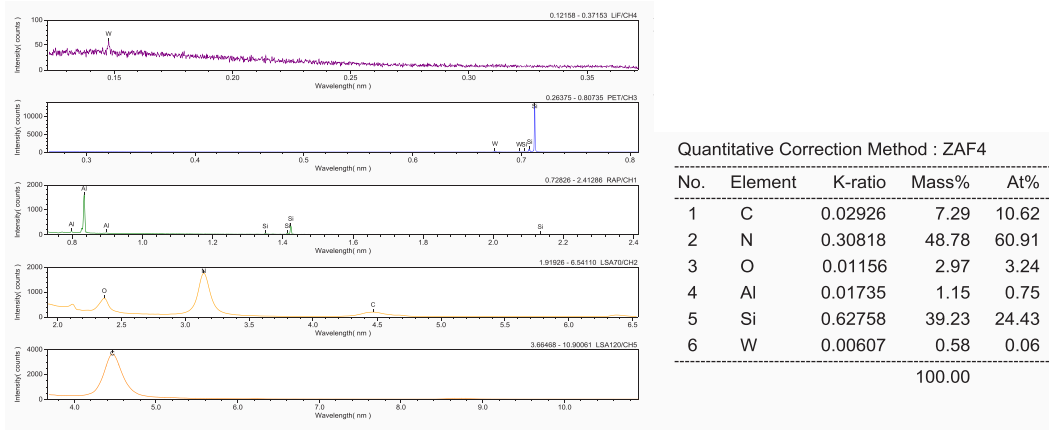 0.12158 - 0.37153 LiF/CH4
Intensity( counts )
100
50
0
W
0.15 0.20 0.25 0.30 0.35
Wavelength( nm )
0.26375 - 0.80735 PET/CH3
Intensity( counts )
10000
5000
0
W W Si Si Si
0.3 0.4 0.5 0.6 0.7 0.8
Wavelength( nm )
0.72826 - 2.41286 RAP/CH1
Intensity( counts )
2000
1000
0
Al Al Al Si Si Si Si
0.8 1.0 1.2 1.4 1.6 1.8 2.0 2.2 2.4
Wavelength( nm )
1.91926 - 6.54110 LSA70/CH2
Intensity( counts )
2000
1000
0
O N C
2.0 2.5 3.0 3.5 4.0 4.5 5.0 5.5 6.0 6.5
Wavelength( nm )
3.66468 - 10.90061 LSA120/CH5
Intensity( counts )
4000
2000
0
C
4.0 5.0 6.0 7.0 8.0 9.0 10.0
Wavelength( nm )
Quantitative Correction Method : ZAF4
No. Element K-ratio Mass% At%
1 C 0.02926 7.29 10.62
2 N 0.30818 48.78 60.91
3 O 0.01156 2.97 3.24
4 Al 0.01735 1.15 0.75
5 Si 0.62758 39.23 24.43
6 W 0.00607 0.58 0.06
100.00